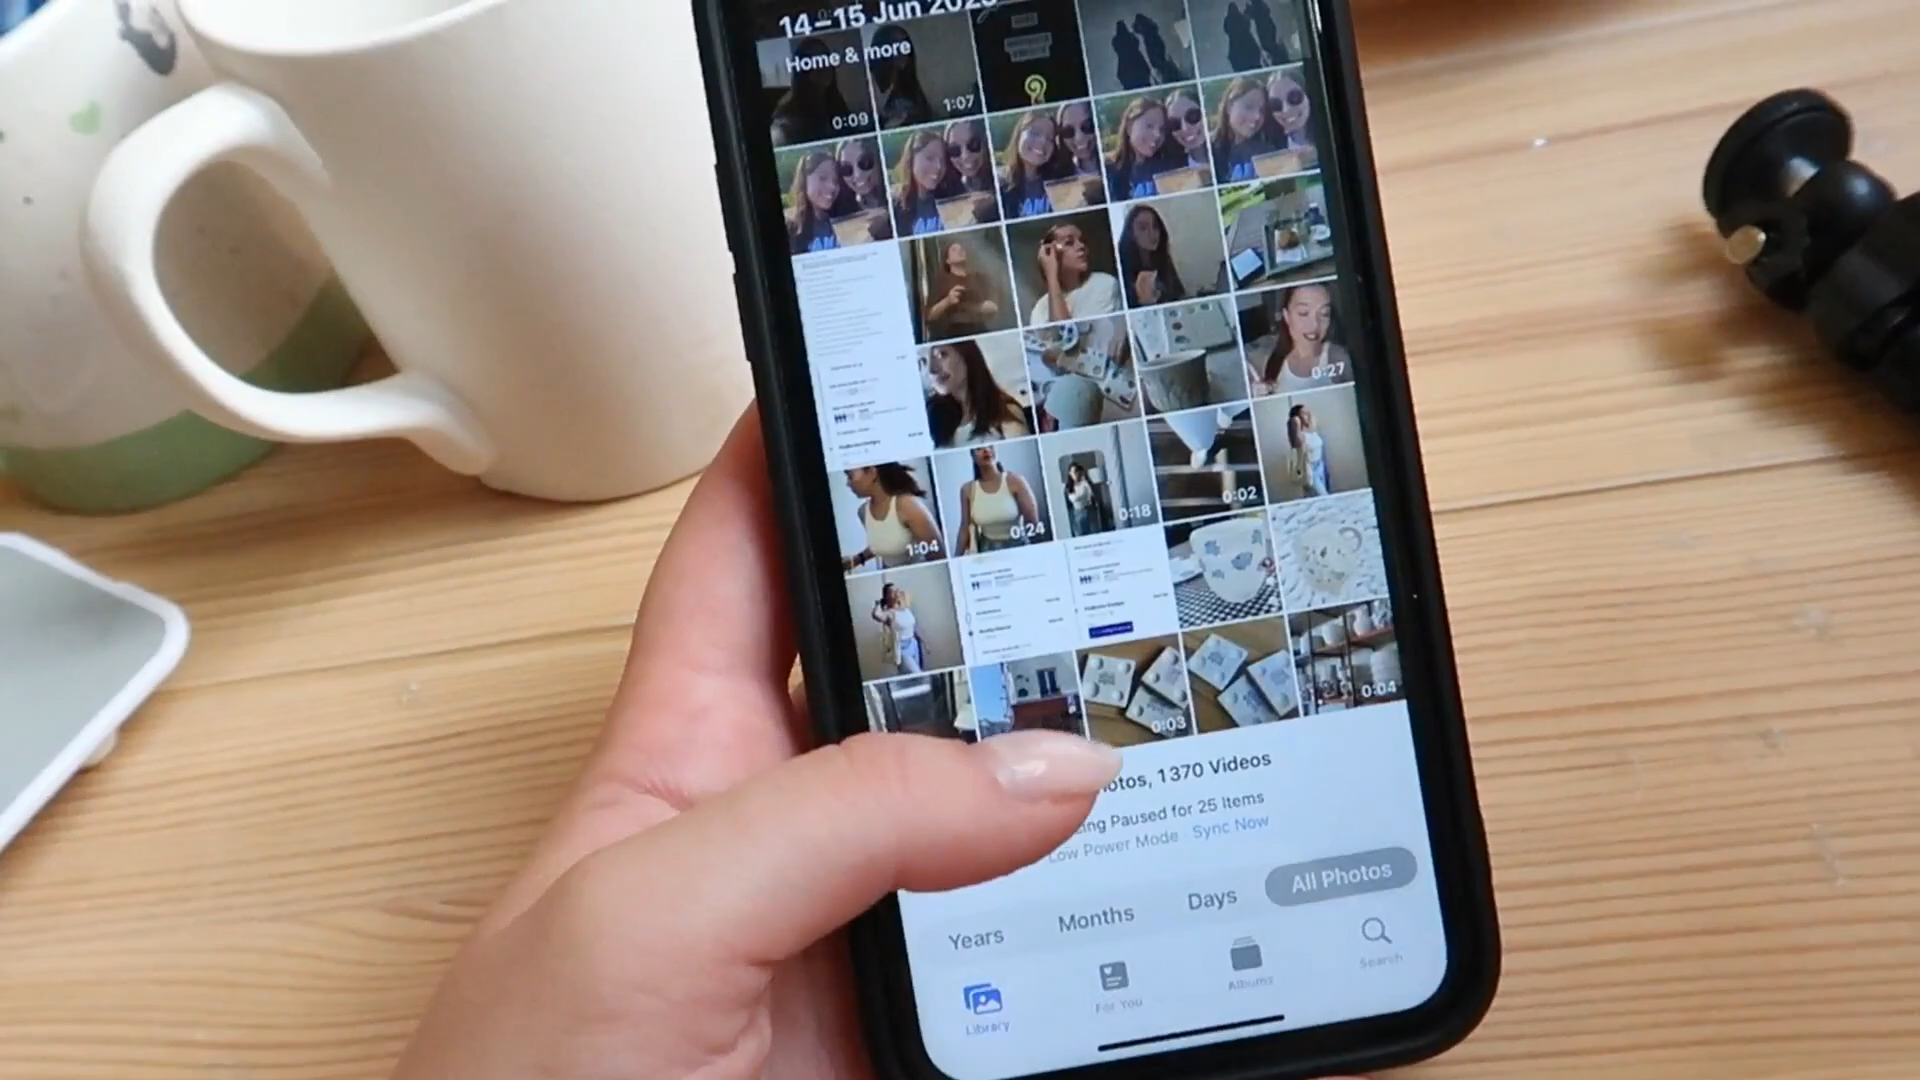 14–15 Jun 2023
Home & more
0:09
1:07
0:27
0:02
1:04
0:24
0:18
0:03
0:04
otos, 1370 Videos
ing Paused for 25 Items
Low Power Mode Sync Now
Years
Months
Days
All Photos
Library
For You
Albums
Search